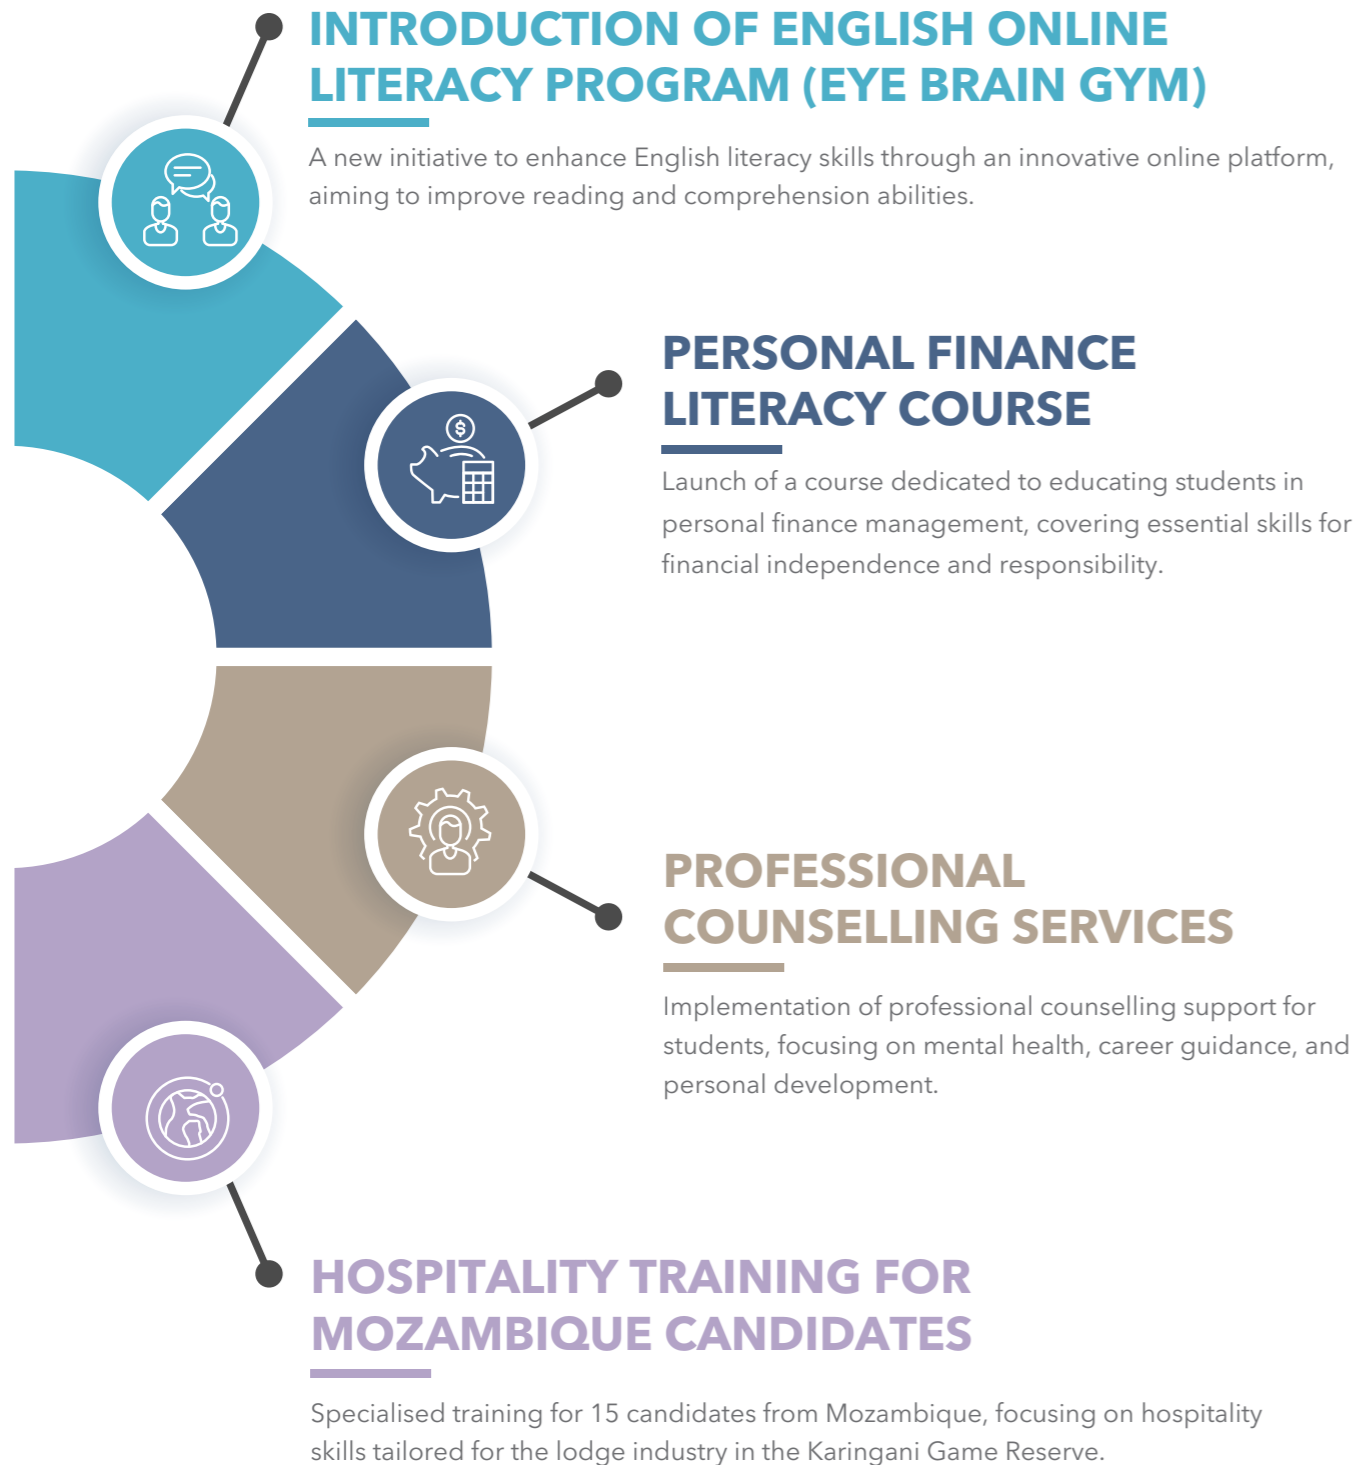 INTRODUCTION OF ENGLISH ONLINE
LITERACY PROGRAM (EYE BRAIN GYM)
A new initiative to enhance English literacy skills through an innovative online platform,
aiming to improve reading and comprehension abilities.
PERSONAL FINANCE
LITERACY COURSE
Launch of a course dedicated to educating students in
personal finance management, covering essential skills for
financial independence and responsibility.
$
PROFESSIONAL
COUNSELLING SERVICES
Implementation of professional counselling support for
students, focusing on mental health, career guidance, and
personal development.
HOSPITALITY TRAINING FOR
MOZAMBIQUE CANDIDATES
Specialised training for 15 candidates from Mozambique, focusing on hospitality
skills tailored for the lodge industry in the Karingani Game Reserve.